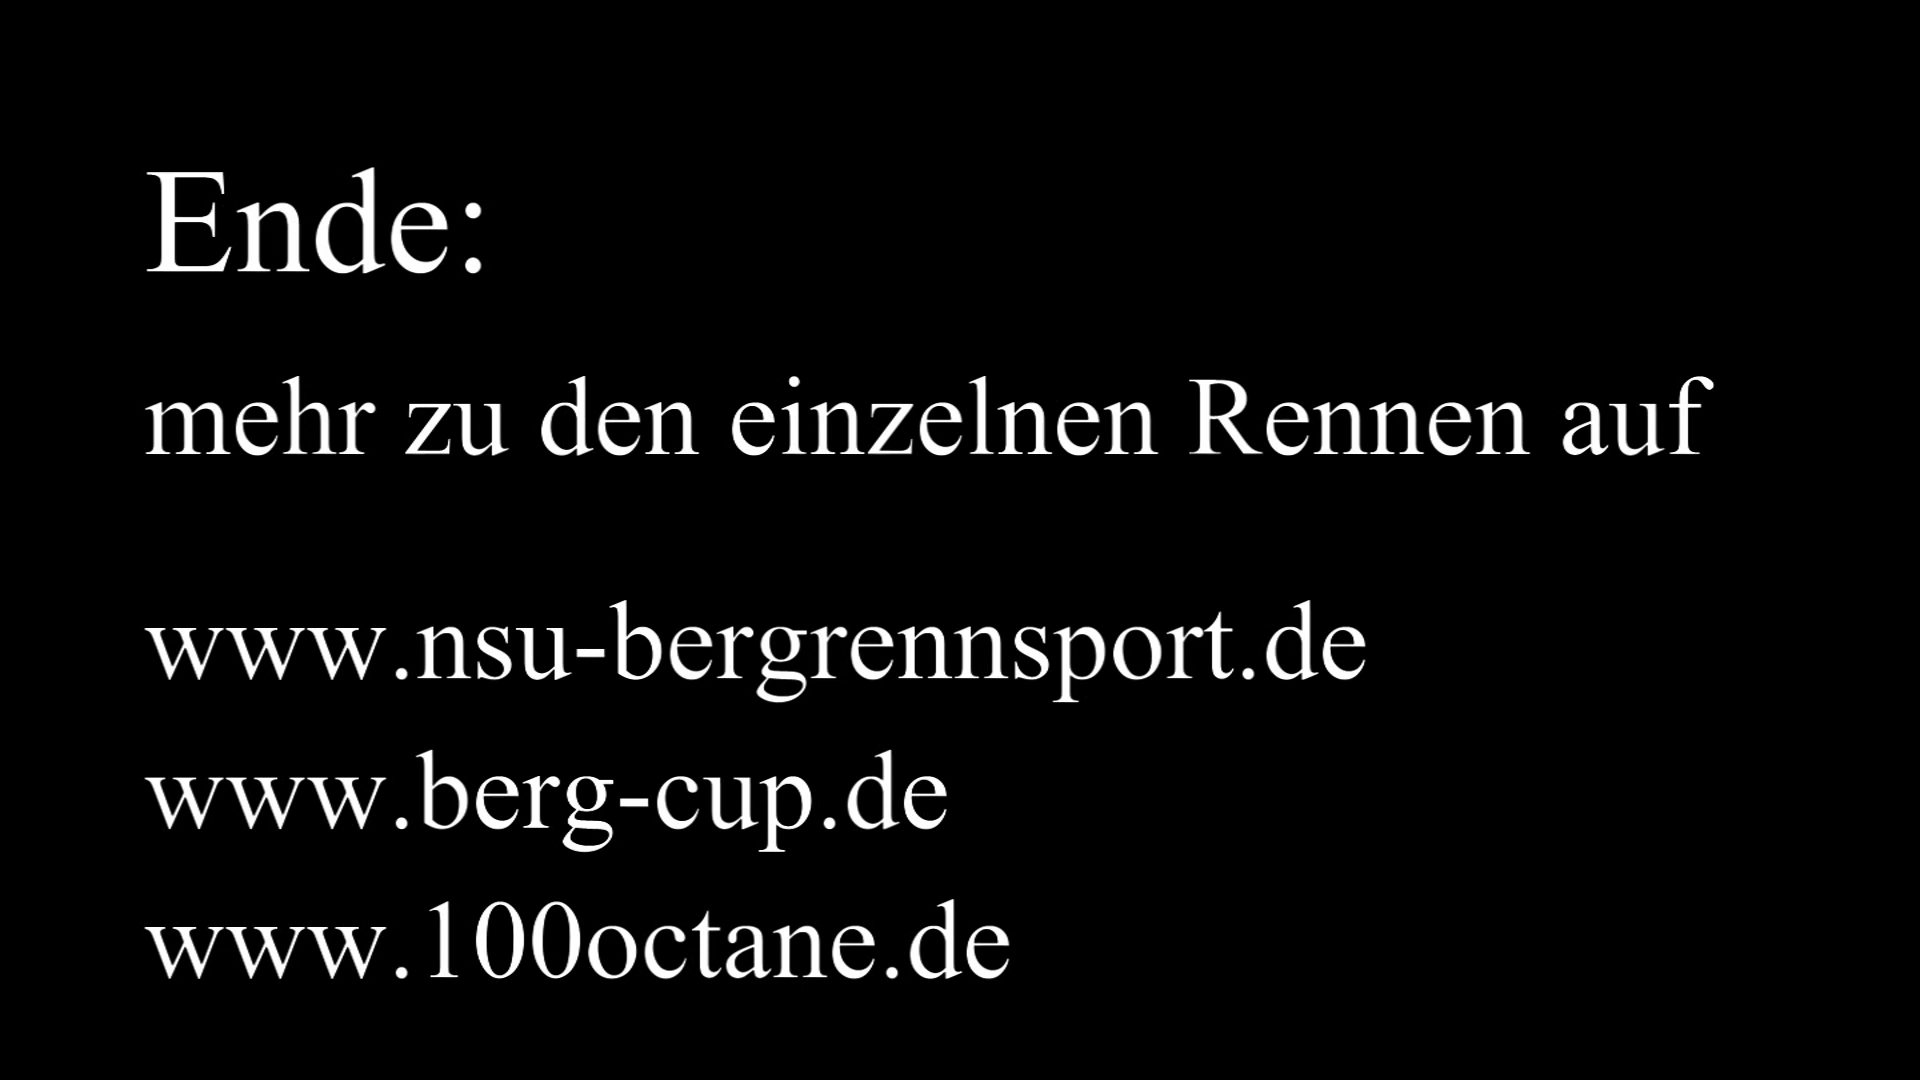 Ende:
mehr zu den einzelnen Rennen auf
www.nsu-bergrennsport.de
www.berg-cup.de
www.100octane.de